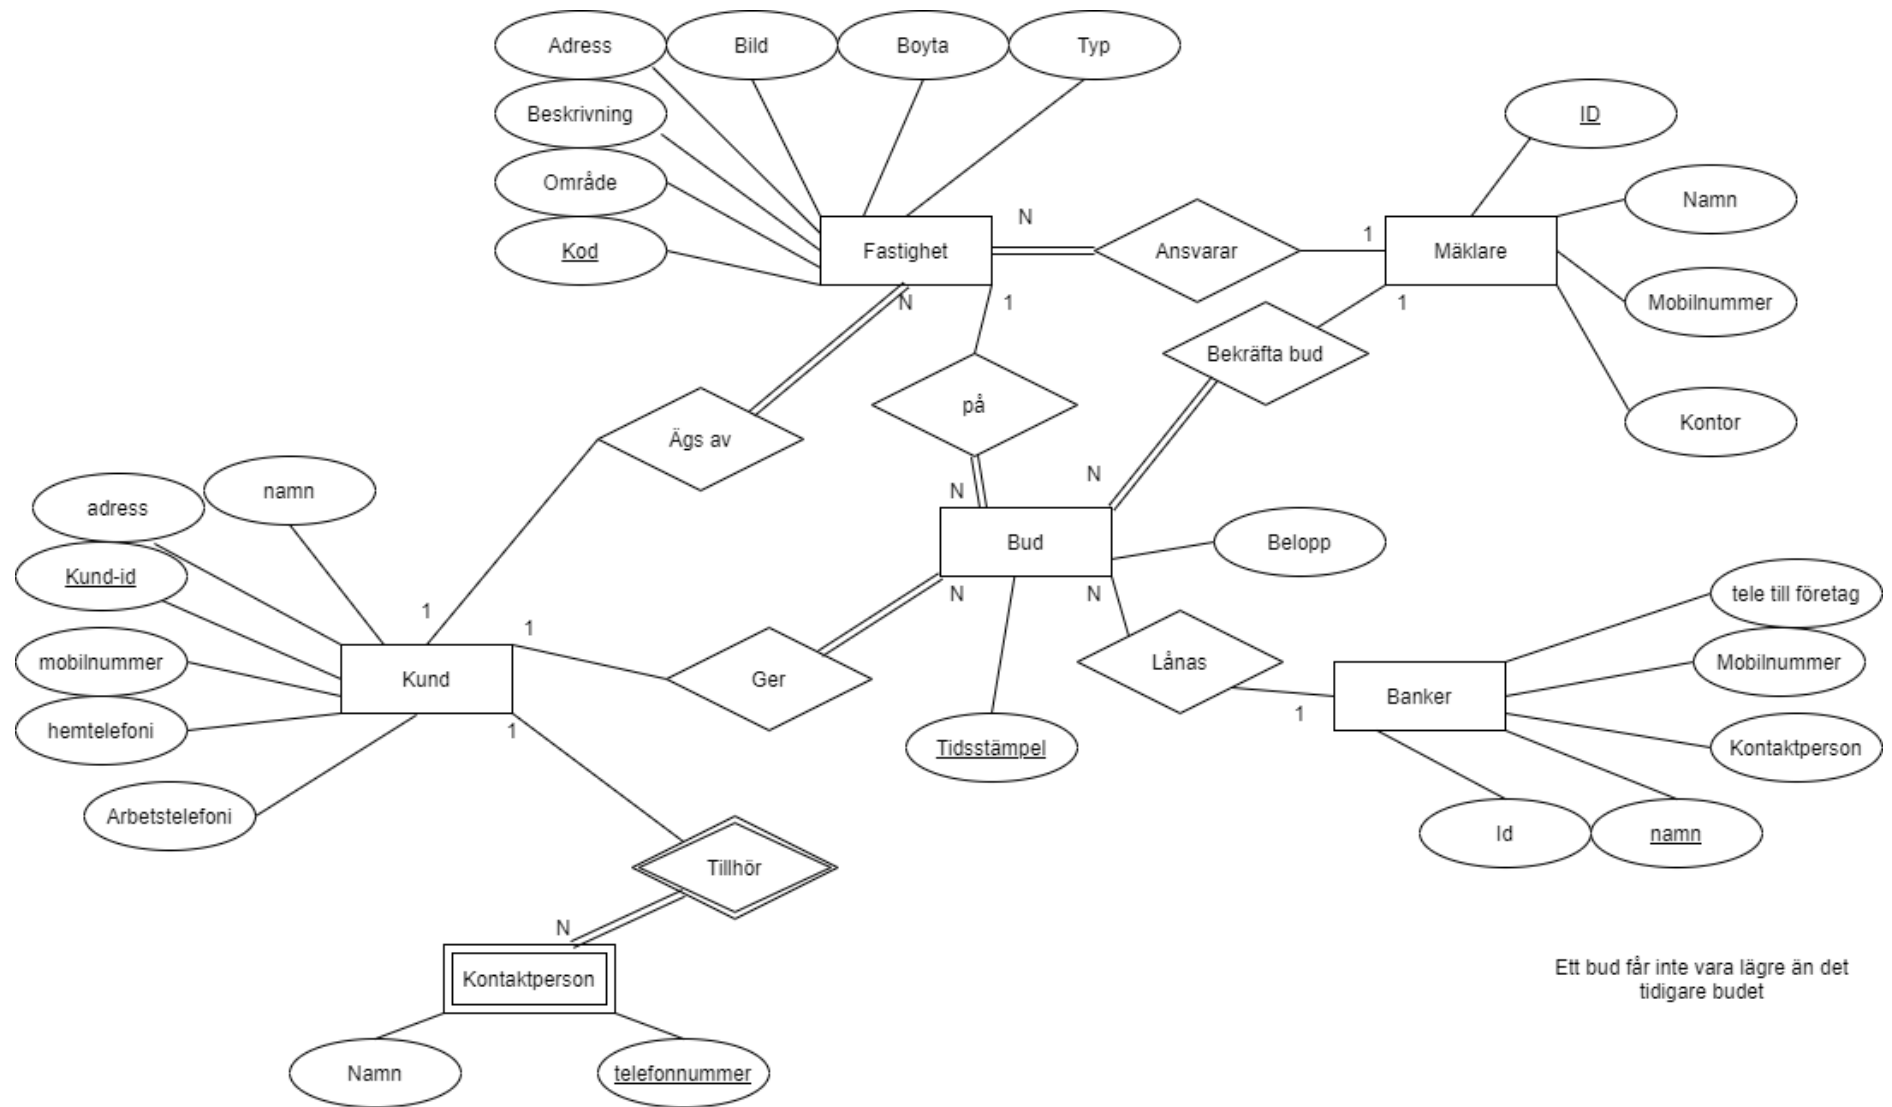 Adress
Bild
Boyta
Typ
Beskrivning
ID
Område
Namn
N
Kod
Fastighet
Ansvarar
1
Mäklare
N
1
1
Mobilnummer
Bekräfta bud
på
Kontor
Ägs av
N
N
namn
adress
Bud
Belopp
Kund-id
N
N
tele till företag
1
1
mobilnummer
Lånas
Mobilnummer
Kund
Ger
Banker
1
hemtelefoni
1
Tidsstämpel
Kontaktperson
Arbetstelefoni
Id
namn
Tillhör
N
Kontaktperson
Ett bud får inte vara lägre än det
tidigare budet
Namn
telefonnummer